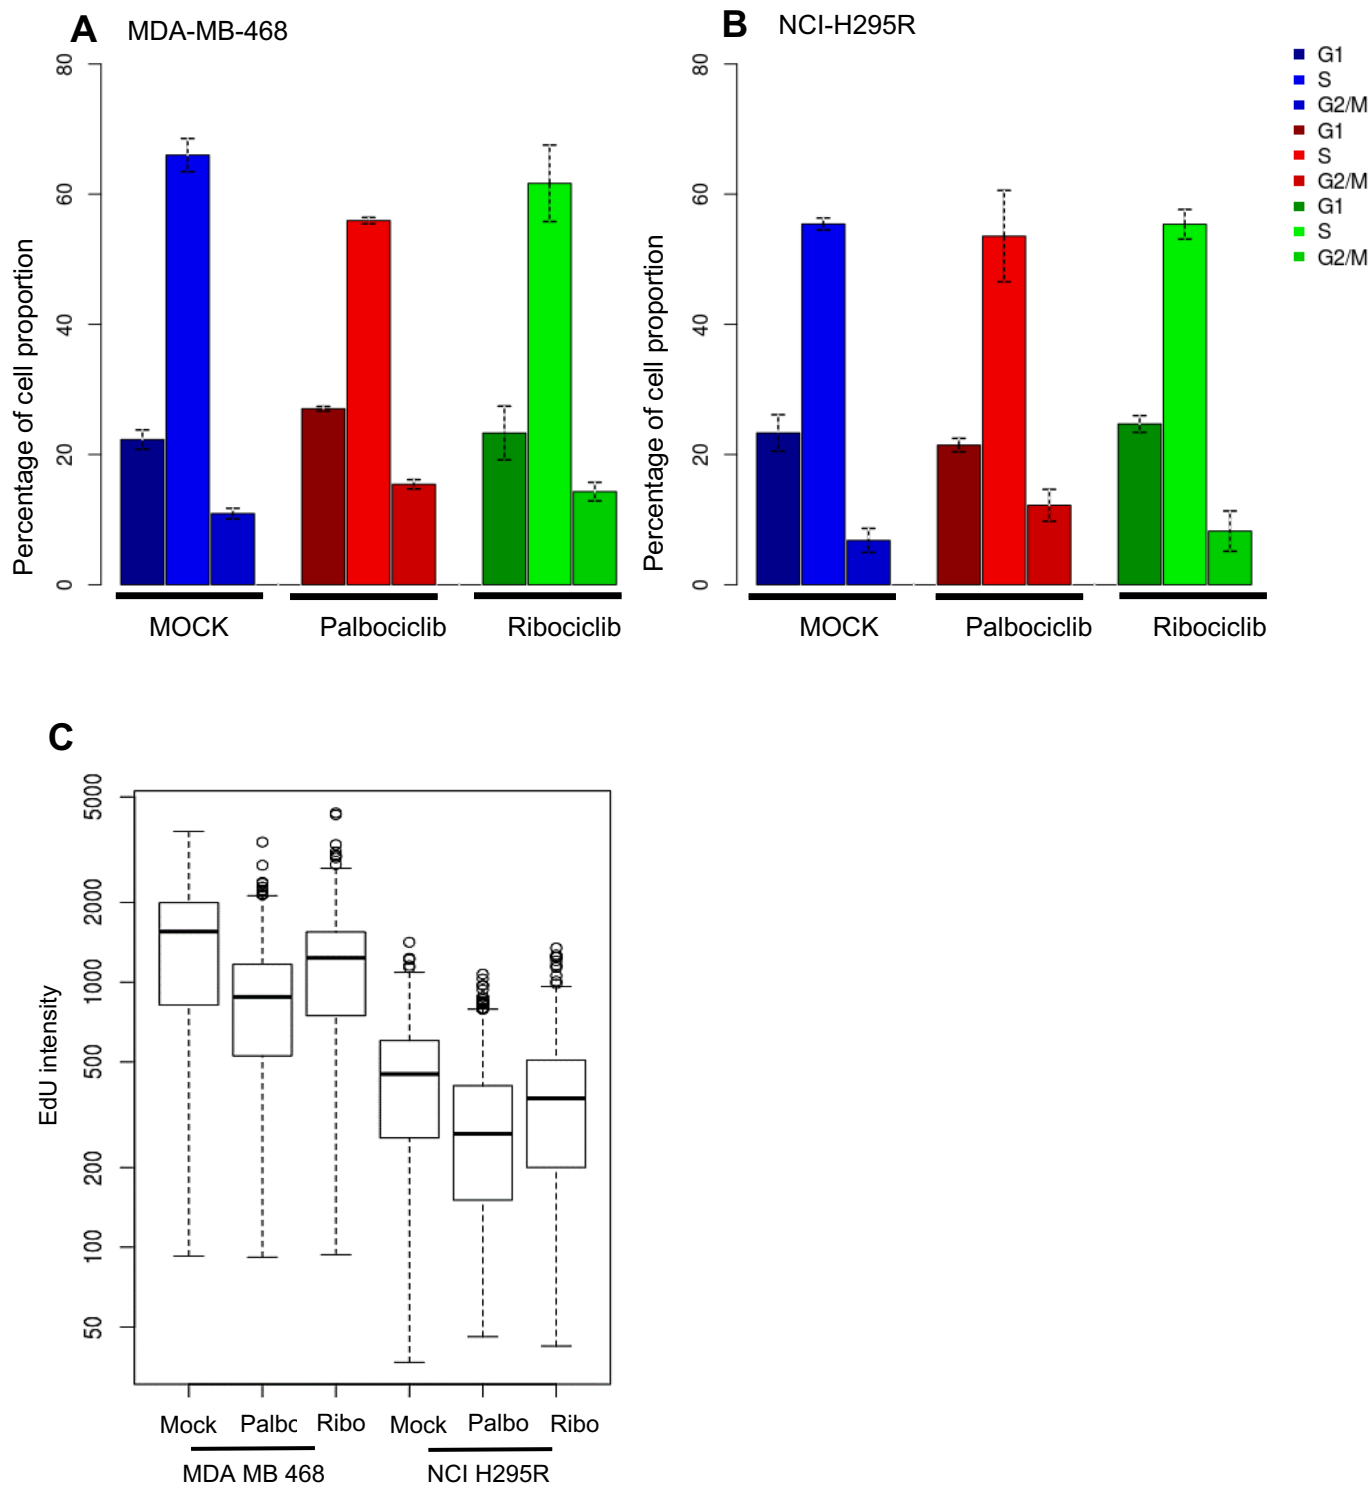 A MDA-MB-468
B NCI-H295R
G1
S
G2/M
G1
S
G2/M
G1
S
G2/M
Percentage of cell proportion
80
60
40
20
0
MOCK Palbociclib Ribociclib
Percentage of cell proportion
80
60
40
20
0
MOCK Palbociclib Ribociclib
C
EdU intensity
5000
2000
1000
500
200
100
50
Mock Palbc Ribo Mock Palbo Ribo
MDA MB 468 NCI H295R